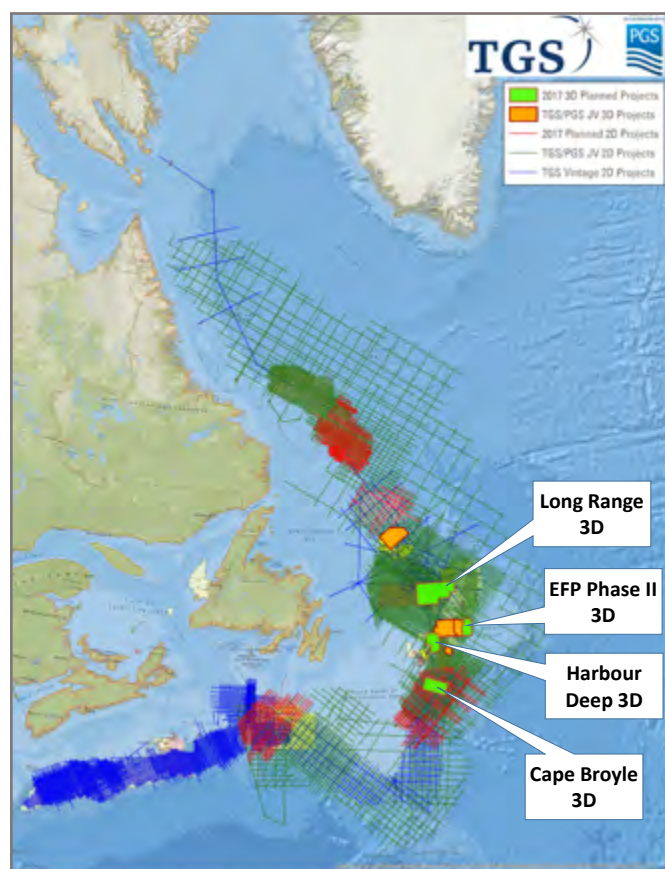 TGS
PGS
2017 3D Planned Projects
TGS/PGS JV 3D Projects
2017 Planned 2D Projects
TGS/PGS JV 2D Projects
TGS Vintage 2D Projects
Long Range
3D
EFP Phase II
3D
Harbour
Deep 3D
Cape Broyle
3D